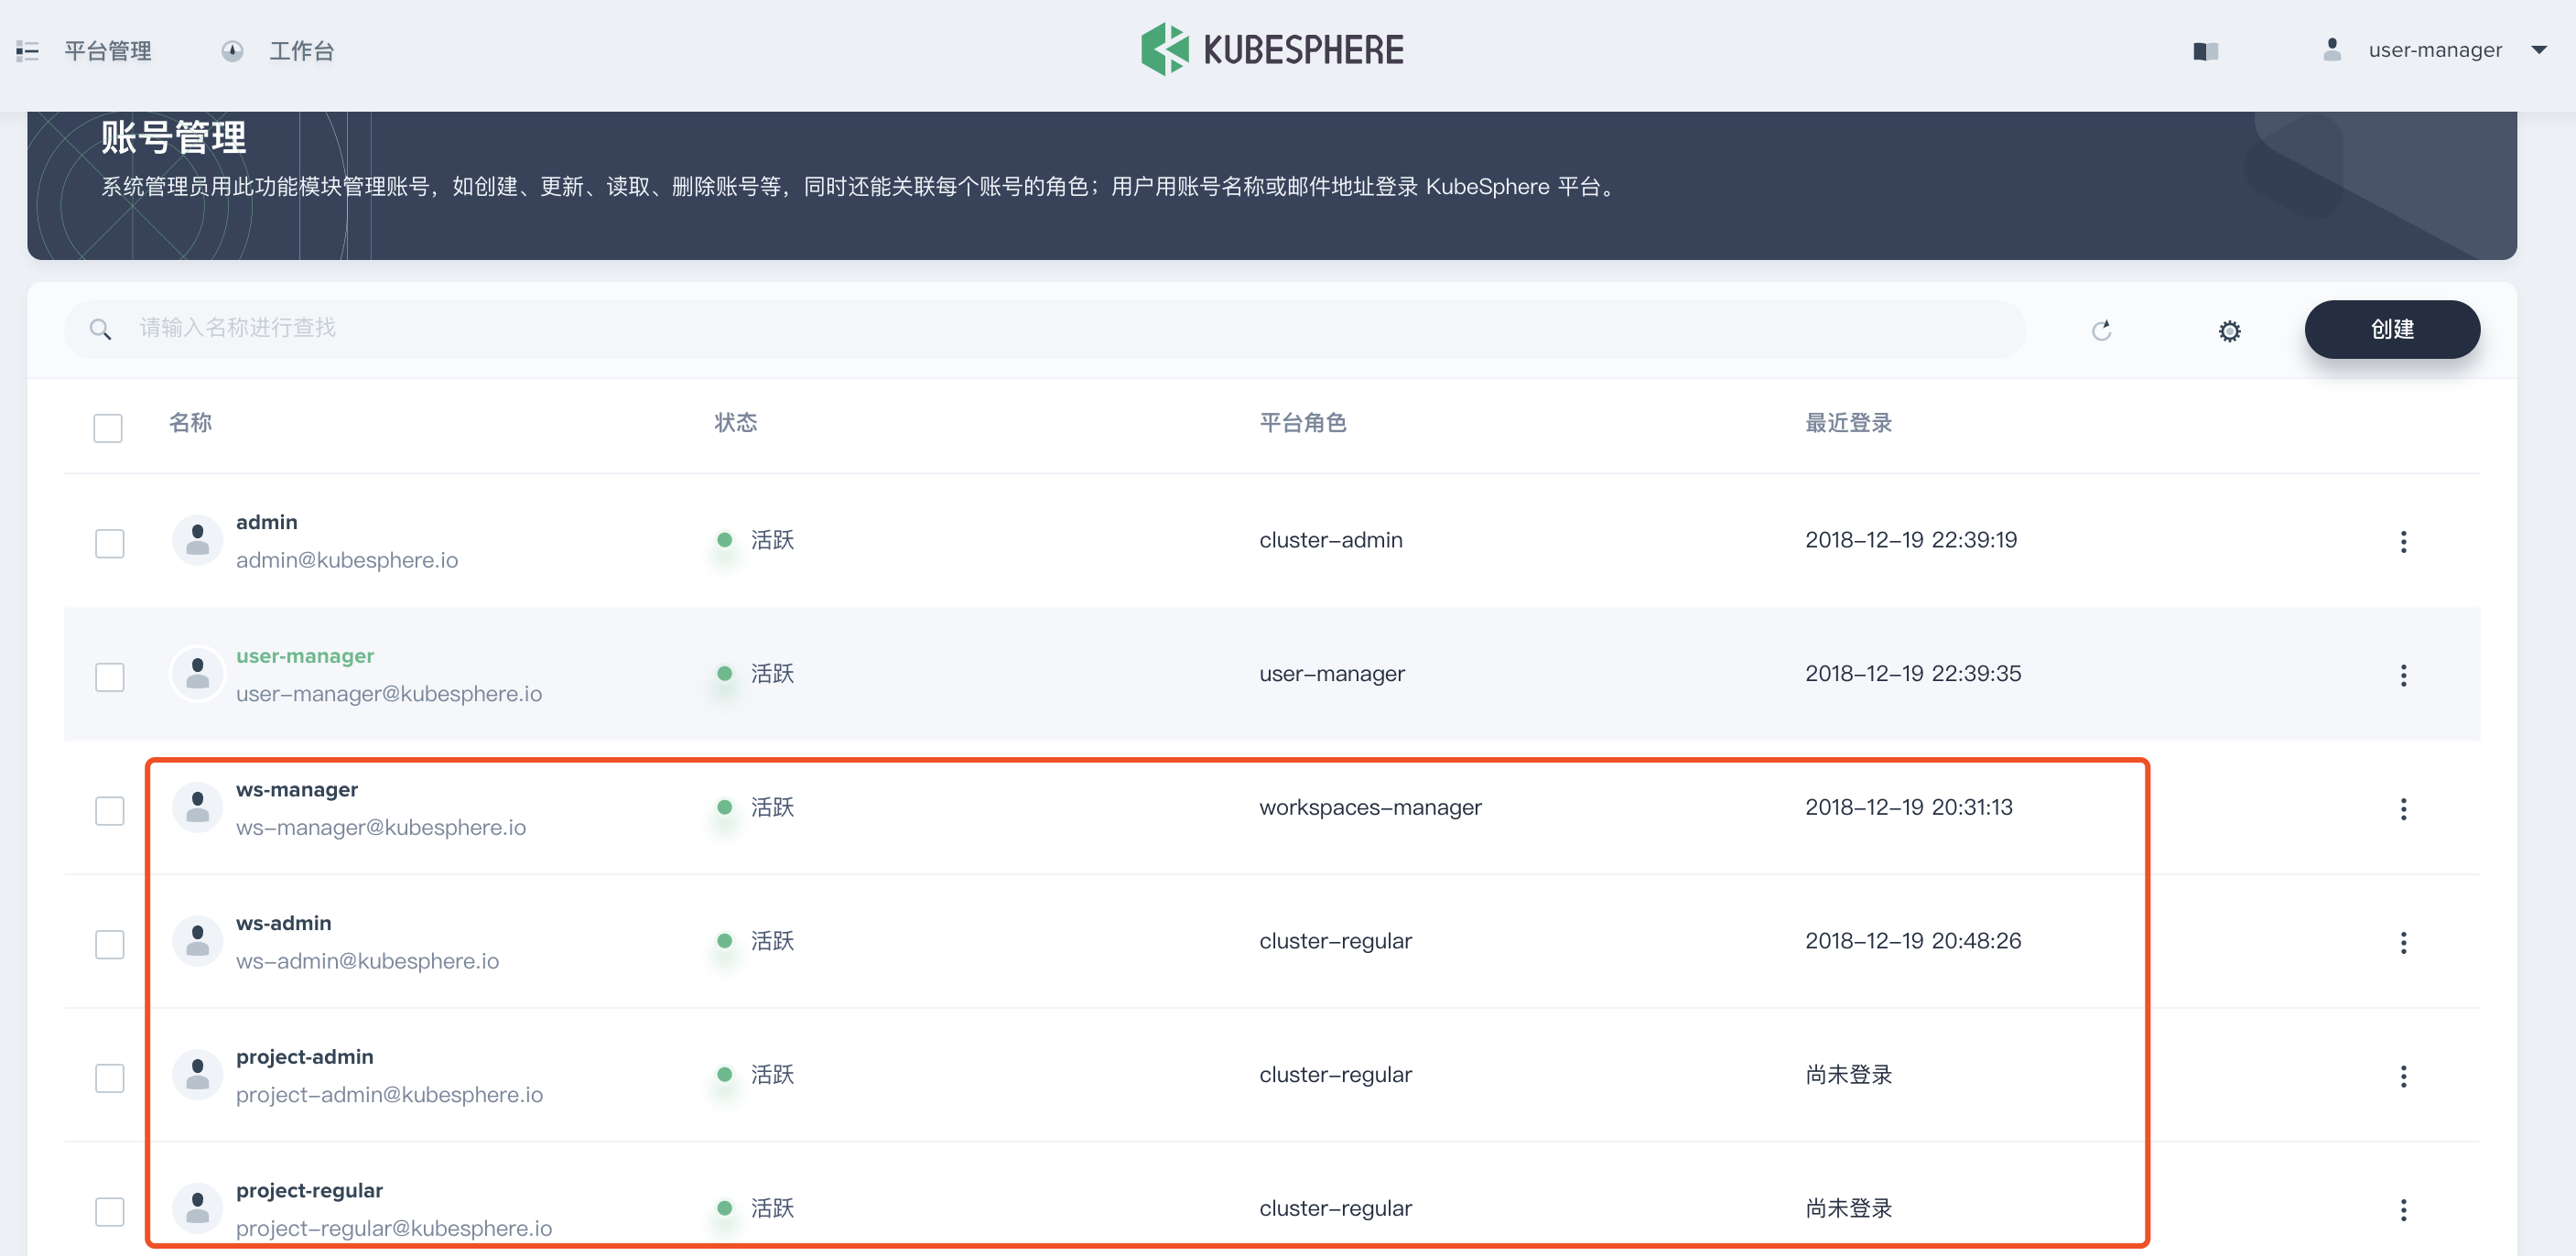 平台管理 工作台 KUBESPHERE user-manager
账号管理
系统管理员用此功能模块管理账号，如创建、更新、读取、删除账号等，同时还能关联每个账号的角色；用户用账号名称或邮件地址登录 KubeSphere 平台。
请输入名称进行查找 创建
名称 状态 平台角色 最近登录
admin
admin@kubesphere.io 活跃 cluster-admin 2018-12-19 22:39:19
user-manager
user-manager@kubesphere.io 活跃 user-manager 2018-12-19 22:39:35
ws-manager
ws-manager@kubesphere.io 活跃 workspaces-manager 2018-12-19 20:31:13
ws-admin
ws-admin@kubesphere.io 活跃 cluster-regular 2018-12-19 20:48:26
project-admin
project-admin@kubesphere.io 活跃 cluster-regular 尚未登录
project-regular
project-regular@kubesphere.io 活跃 cluster-regular 尚未登录